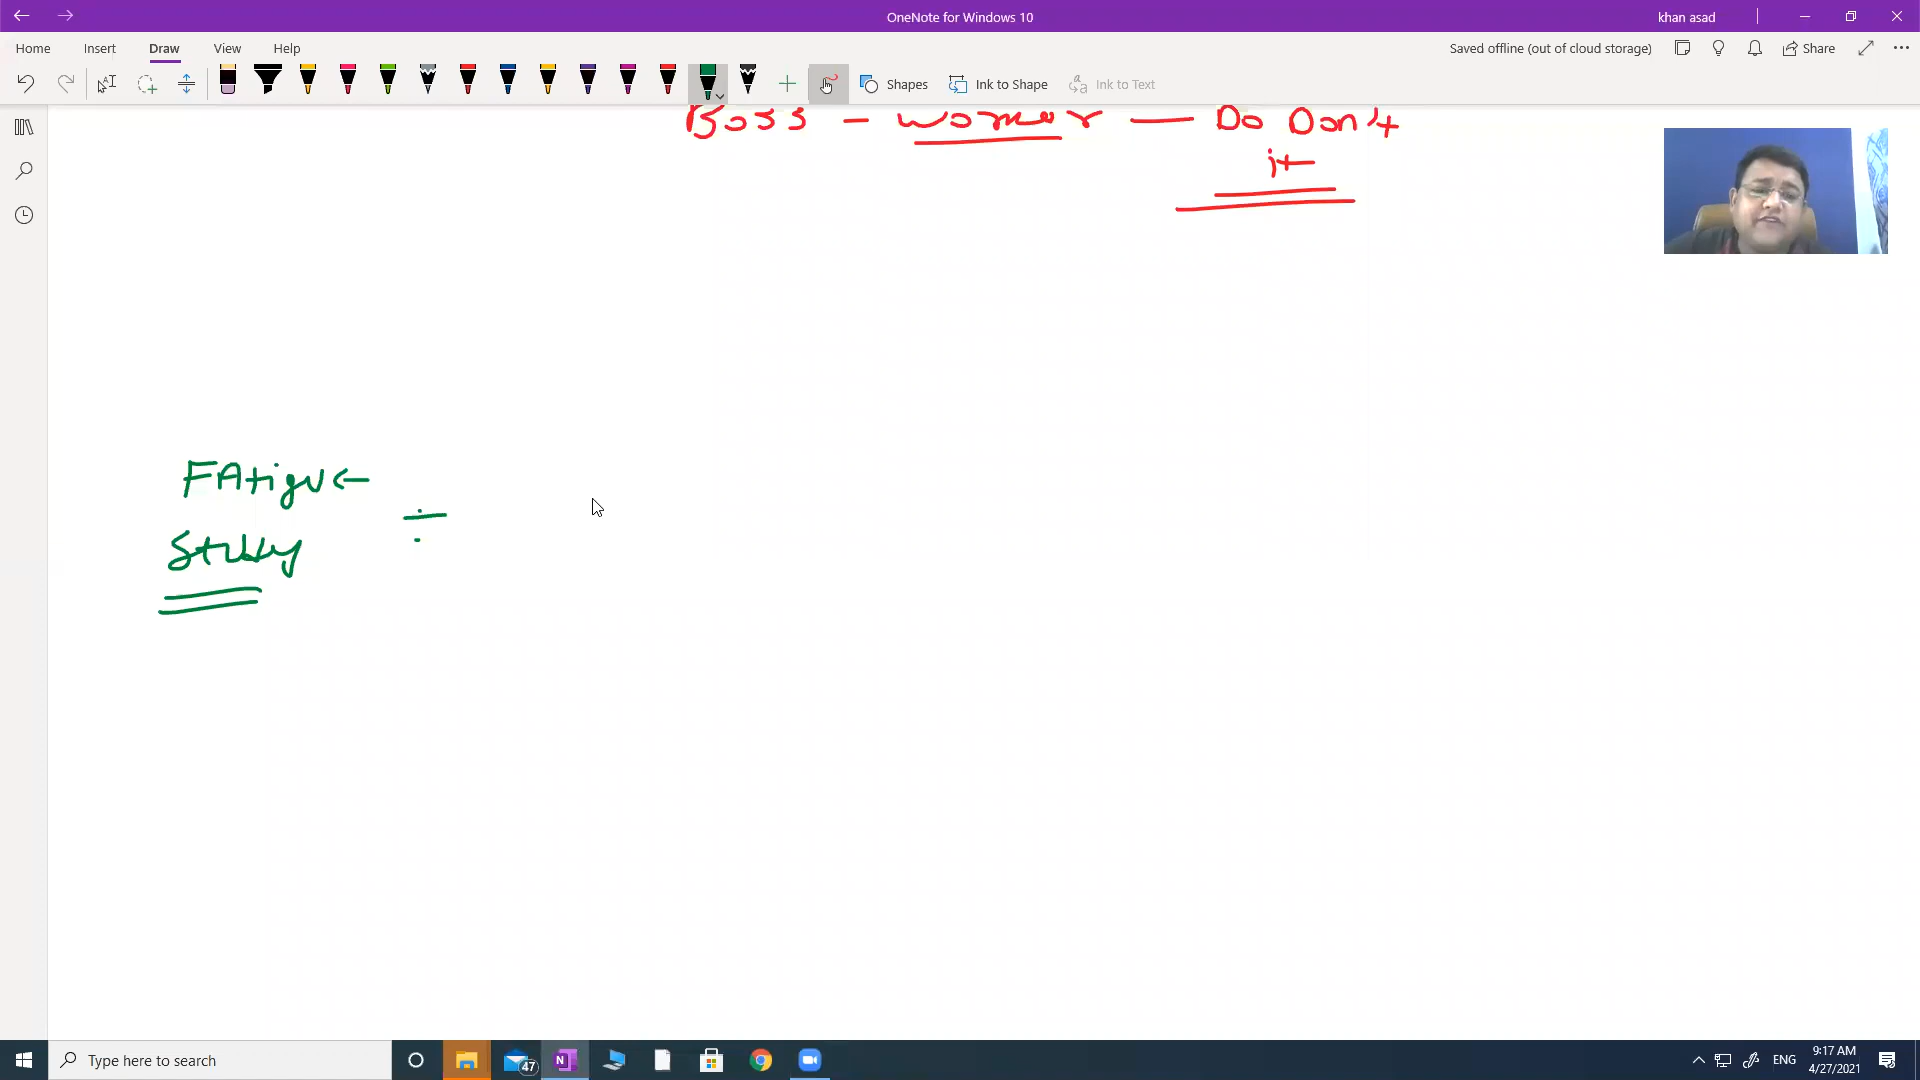 OneNote for Windows 10
khan asad
Home Insert Draw View Help
Saved offline (out of cloud storage)
Share
Shapes
Ink to Shape
Ink to Text
Boss - worker — Do Don't
it
FAtigue
Study
Type here to search
47
ENG
9:17 AM
4/27/2021